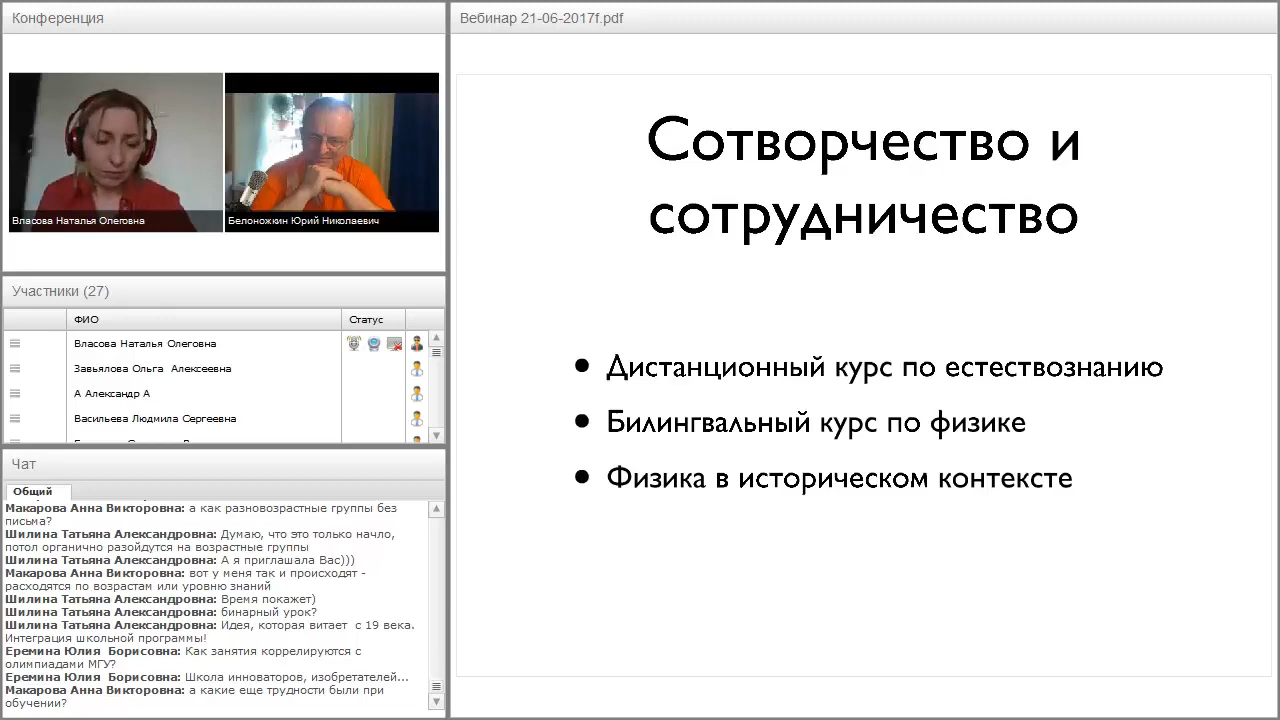 Конференция
Власова Наталья Олеговна
Белоножкин Юрий Николаевич
Участники (27)
ФИО
Статус
Власова Наталья Олеговна
Завьялова Ольга Алексеевна
А Александр А
Васильева Людмила Сергеевна
Чат
Общий
Макарова Анна Викторовна: а как разновозрастные группы без
письма?
Шилина Татьяна Александровна: Думаю, что это только начло,
потол органично разойдутся на возрастные группы
Шилина Татьяна Александровна: А я приглашала Вас)))
Макарова Анна Викторовна: вот у меня так и происходят -
расходятся по возрастам или уровню знаний
Шилина Татьяна Александровна: Время покажет)
Шилина Татьяна Александровна: бинарный урок?
Шилина Татьяна Александровна: Идея, которая витает с 19 века.
Интеграция школьной программы!
Еремина Юлия Борисовна: Как занятия коррелируются с
олимпиадами МГУ?
Еремина Юлия Борисовна: Школа инноваторов, изобретателей...
Макарова Анна Викторовна: а какие еще трудности были при
обучении?
Вебинар 21-06-2017f.pdf
Сотворчество и
сотрудничество
• Дистанционный курс по естествознанию
• Билингвальный курс по физике
• Физика в историческом контексте